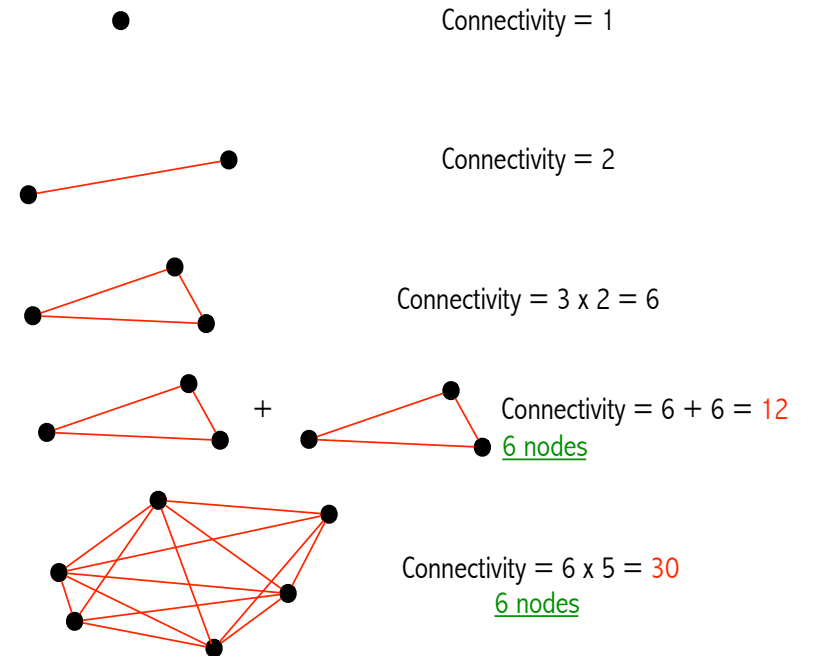 Connectivity = 1
Connectivity = 2
Connectivity = 3 x 2 = 6
+
Connectivity = 6 + 6 = 12
6 nodes
Connectivity = 6 x 5 = 30
6 nodes